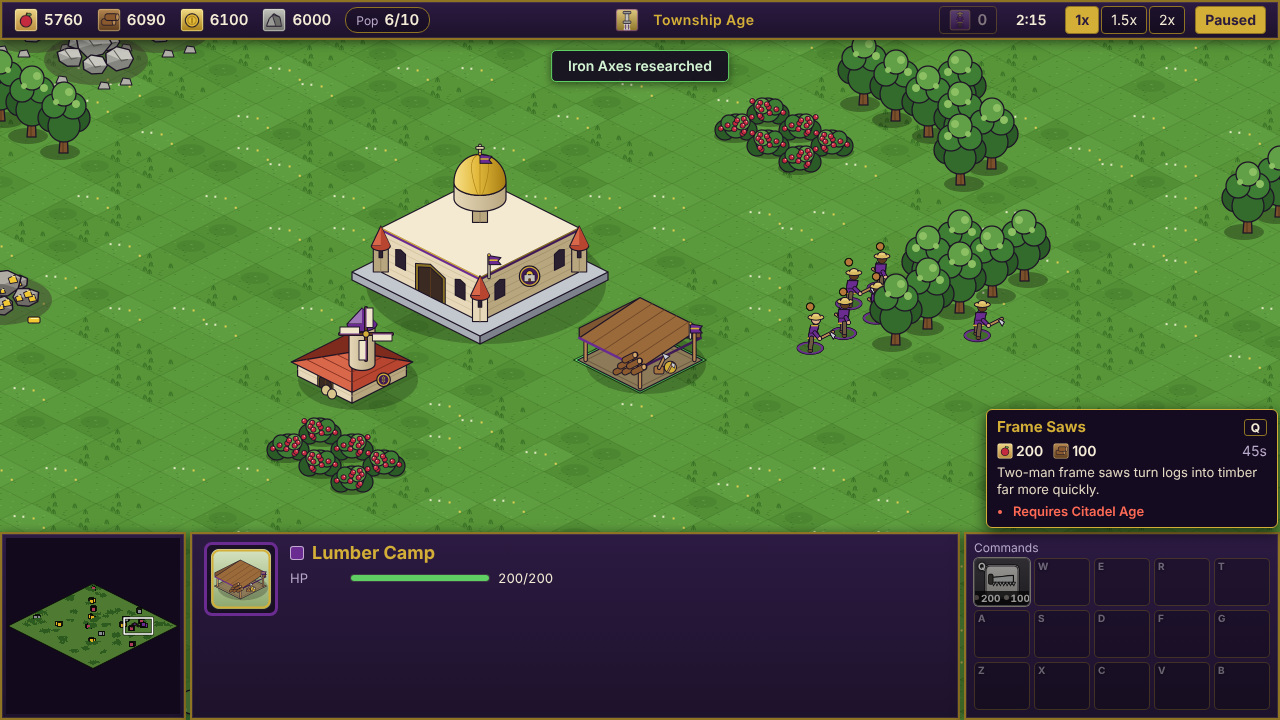 5760 6090 6100 6000 Pop 6/10 Township Age 0 2:15 1x 1.5x 2x Paused
Iron Axes researched
Frame Saws Q
200 100 45s
Two-man frame saws turn logs into timber
far more quickly.
• Requires Citadel Age
Lumber Camp
HP 200/200
Commands
Q W E R T
200 100
A S D F G
Z X C V B